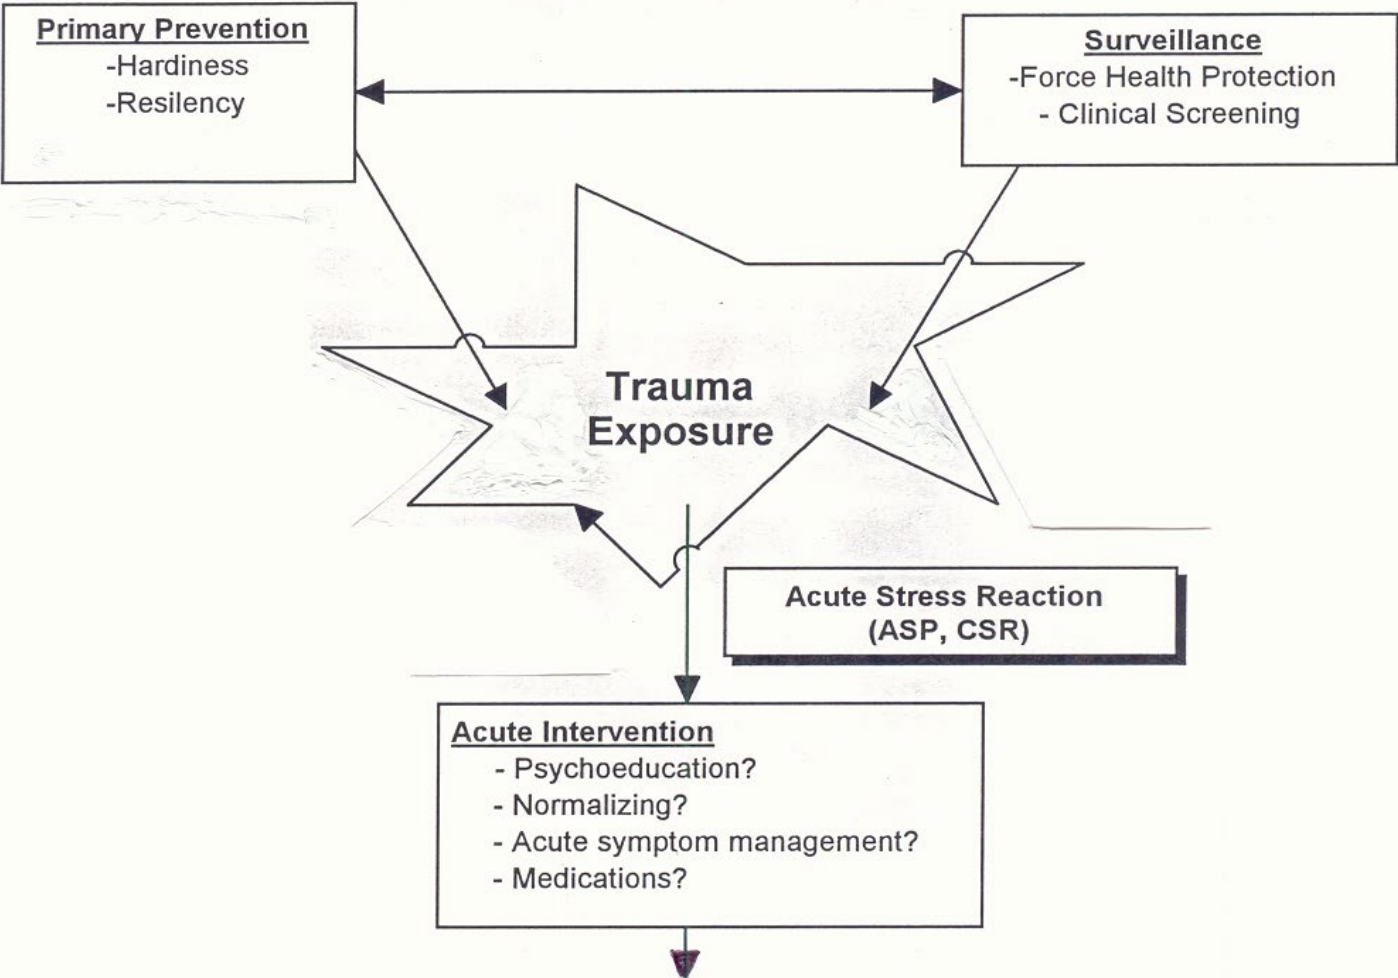 Primary Prevention
-Hardiness
-Resilency
Surveillance
-Force Health Protection
- Clinical Screening
Trauma
Exposure
Acute Stress Reaction
(ASP, CSR)
Acute Intervention
- Psychoeducation?
- Normalizing?
- Acute symptom management?
- Medications?